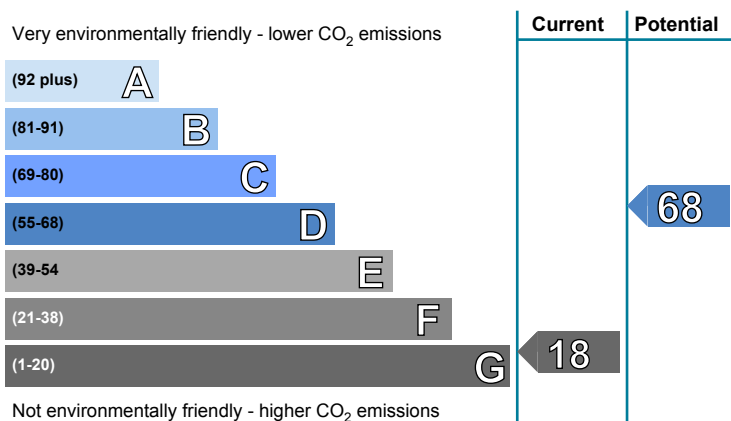 Very environmentally friendly - lower CO2 emissions
Current Potential
(92 plus) A
(81-91) B
(69-80) C
(55-68) D
68
(39-54 E
(21-38) F
(1-20) G
18
Not environmentally friendly - higher CO2 emissions